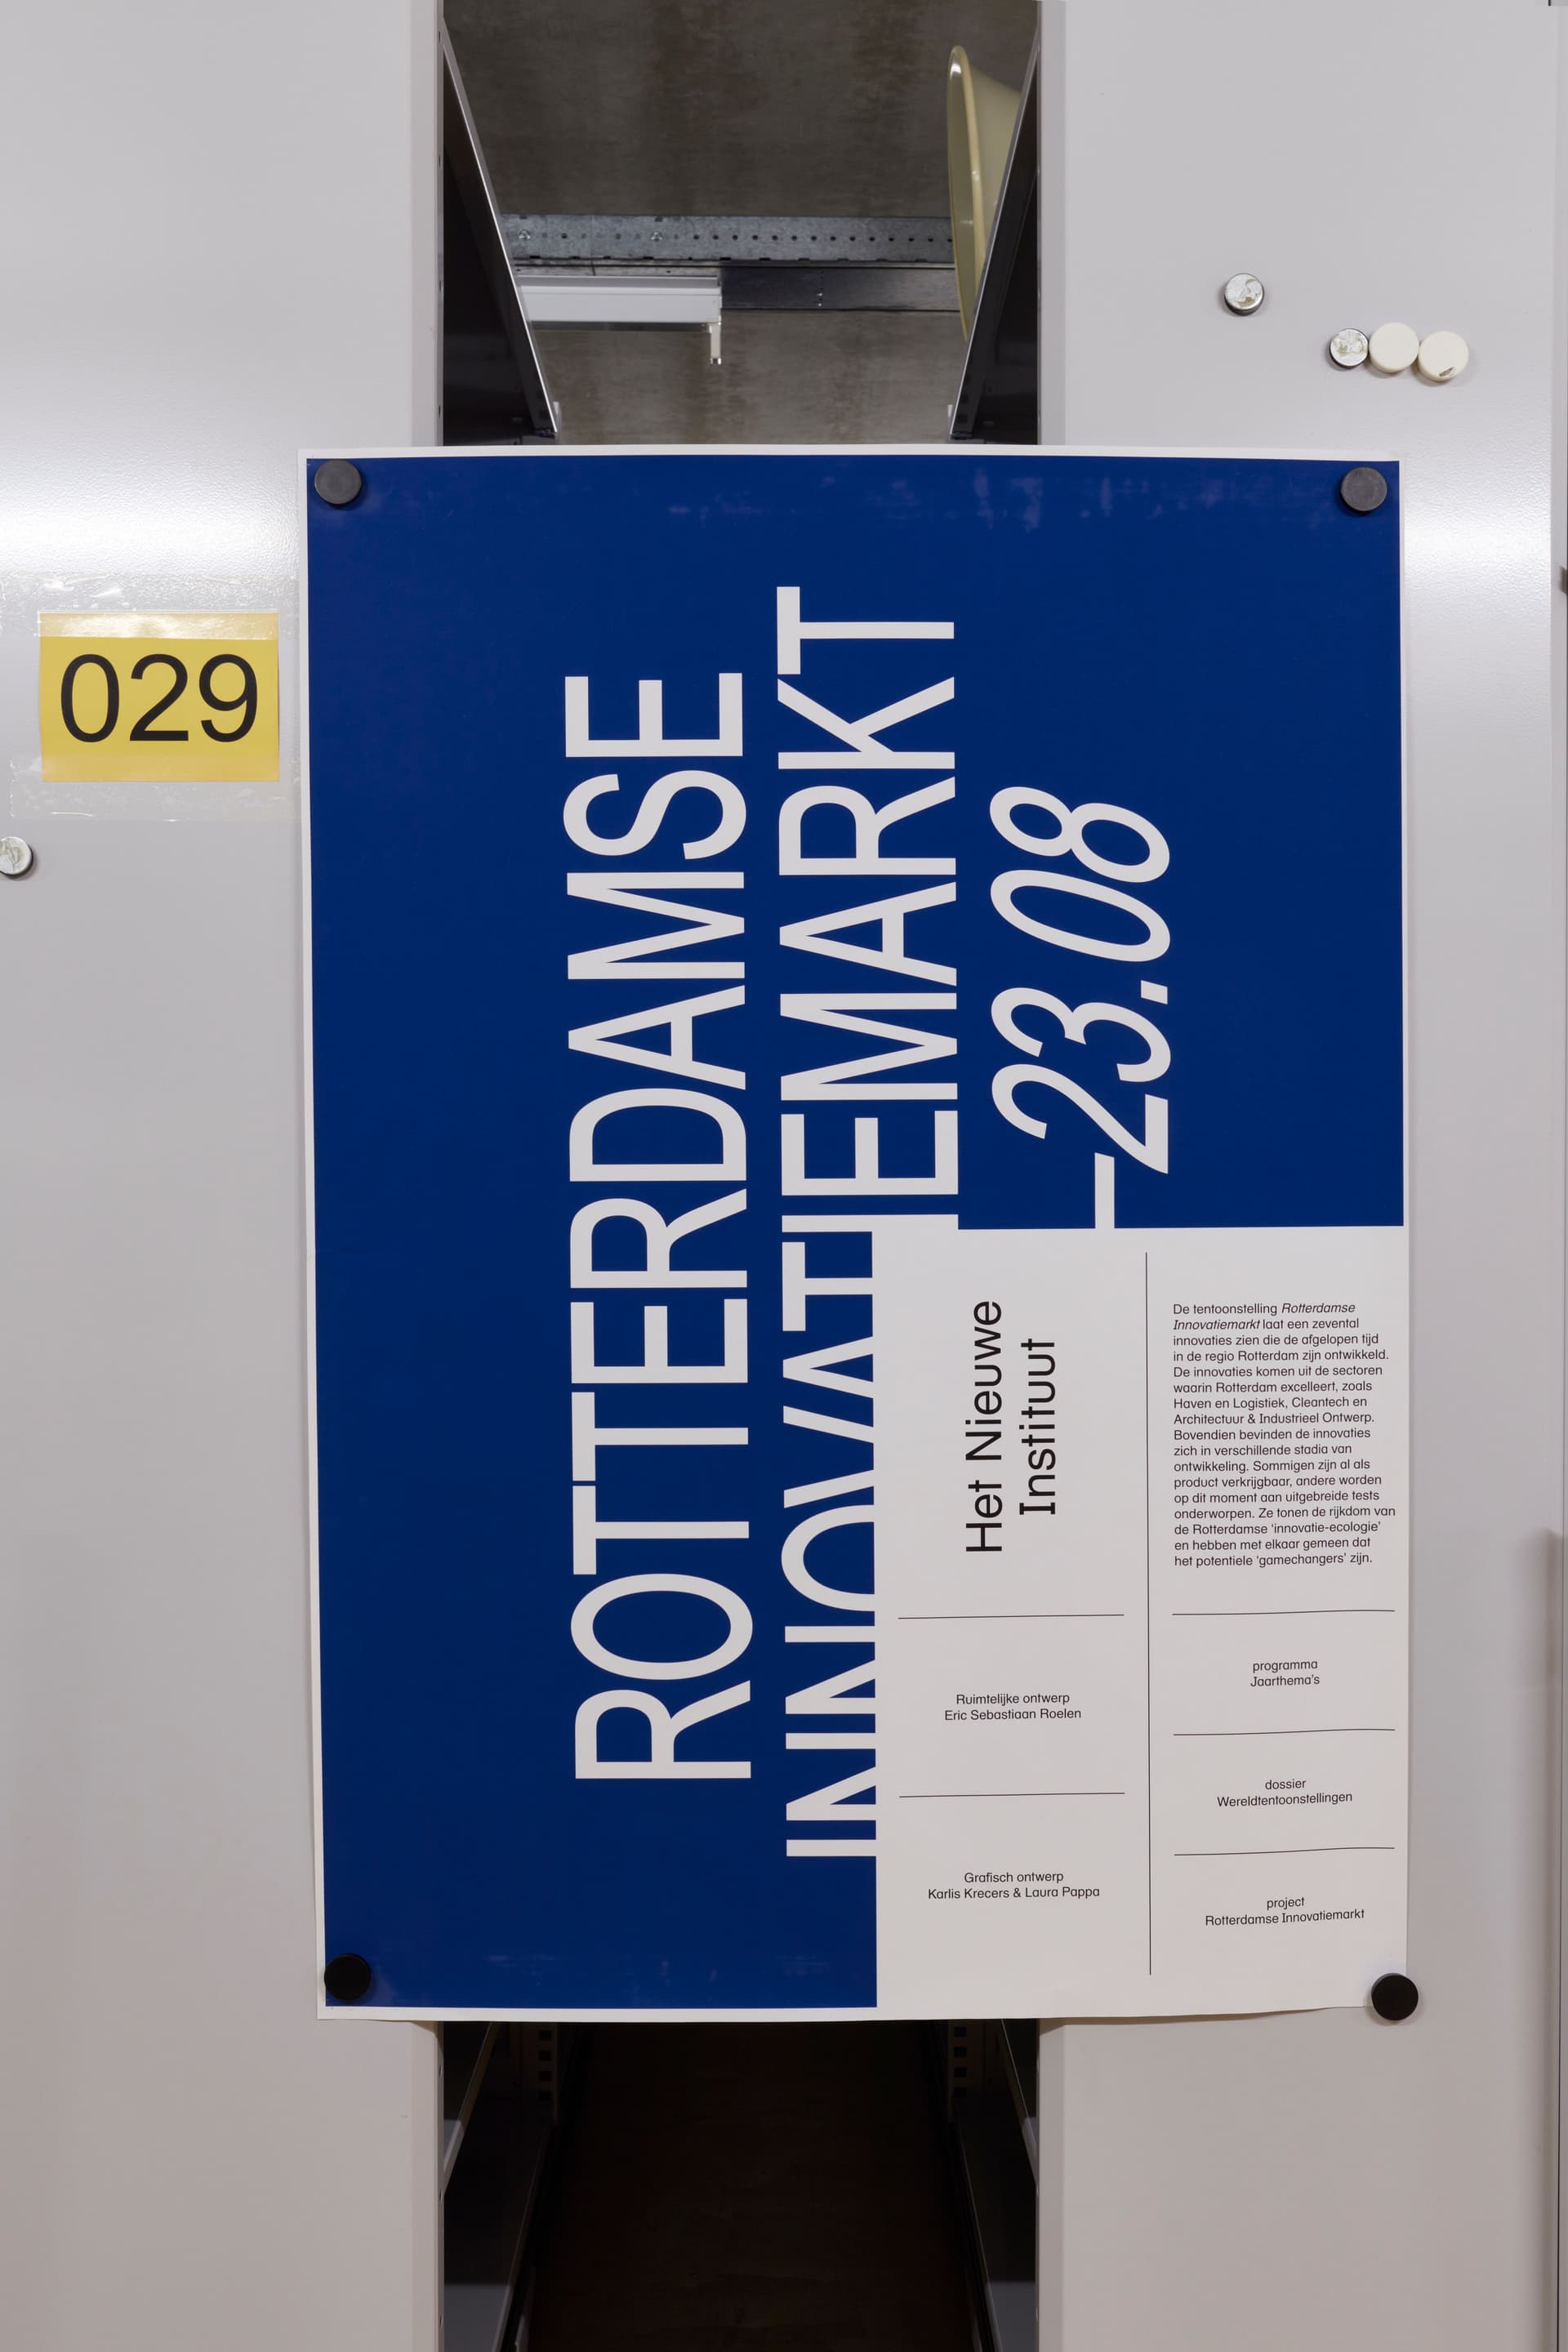 029
ROTTERDAMSE
INNOVATIEMARKT
–23.08
Het Nieuwe
Instituut
De tentoonstelling Rotterdamse
Innovatiemarkt laat een zevental
innovaties zien die de afgelopen tijd
in de regio Rotterdam zijn ontwikkeld.
De innovaties komen uit de sectoren
waarin Rotterdam excelleert, zoals
Haven en Logistiek, Cleantech en
Architectuur & Industrieel Ontwerp.
Bovendien bevinden de innovaties
zich in verschillende stadia van
ontwikkeling. Sommigen zijn al als
product verkrijgbaar, andere worden
op dit moment aan uitgebreide tests
onderworpen. Ze tonen de rijkdom van
de Rotterdamse ‘innovatie-ecologie’
en hebben met elkaar gemeen dat
het potentiele ‘gamechangers’ zijn.
Ruimtelijke ontwerp
Eric Sebastiaan Roelen
Grafisch ontwerp
Karlis Krecers & Laura Pappa
programma
Jaarthema's
dossier
Wereldtentoonstellingen
project
Rotterdamse Innovatiemarkt